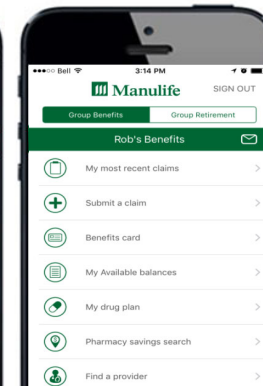 Bell 3:14 PM
Manulife SIGN OUT
Group Benefits Group Retirement
Rob's Benefits
My most recent claims
Submit a claim
Benefits card
My Available balances
My drug plan
Pharmacy savings search
Find a provider